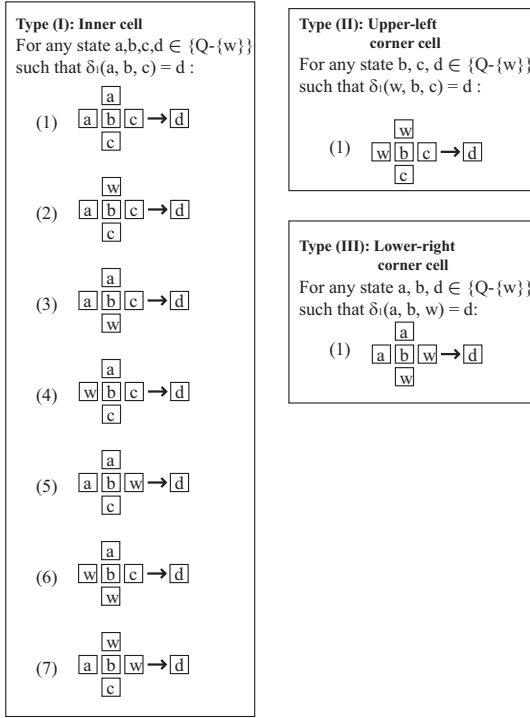 Type (I): Inner cell
For any state a,b,c,d ∈ {Q-{w}}
such that δ₁(a, b, c) = d :
a
(1) a b c → d
c
w
(2) a b c → d
c
a
(3) a b c → d
w
a
(4) w b c → d
c
a
(5) a b w → d
c
a
(6) w b c → d
w
w
(7) a b w → d
c
Type (II): Upper-left
corner cell
For any state b, c, d ∈ {Q-{w}}
such that δ₁(w, b, c) = d :
w
(1) w b c → d
c
Type (III): Lower-right
corner cell
For any state a, b, d ∈ {Q-{w}}
such that δ₁(a, b, w) = d:
a
(1) a b w → d
w